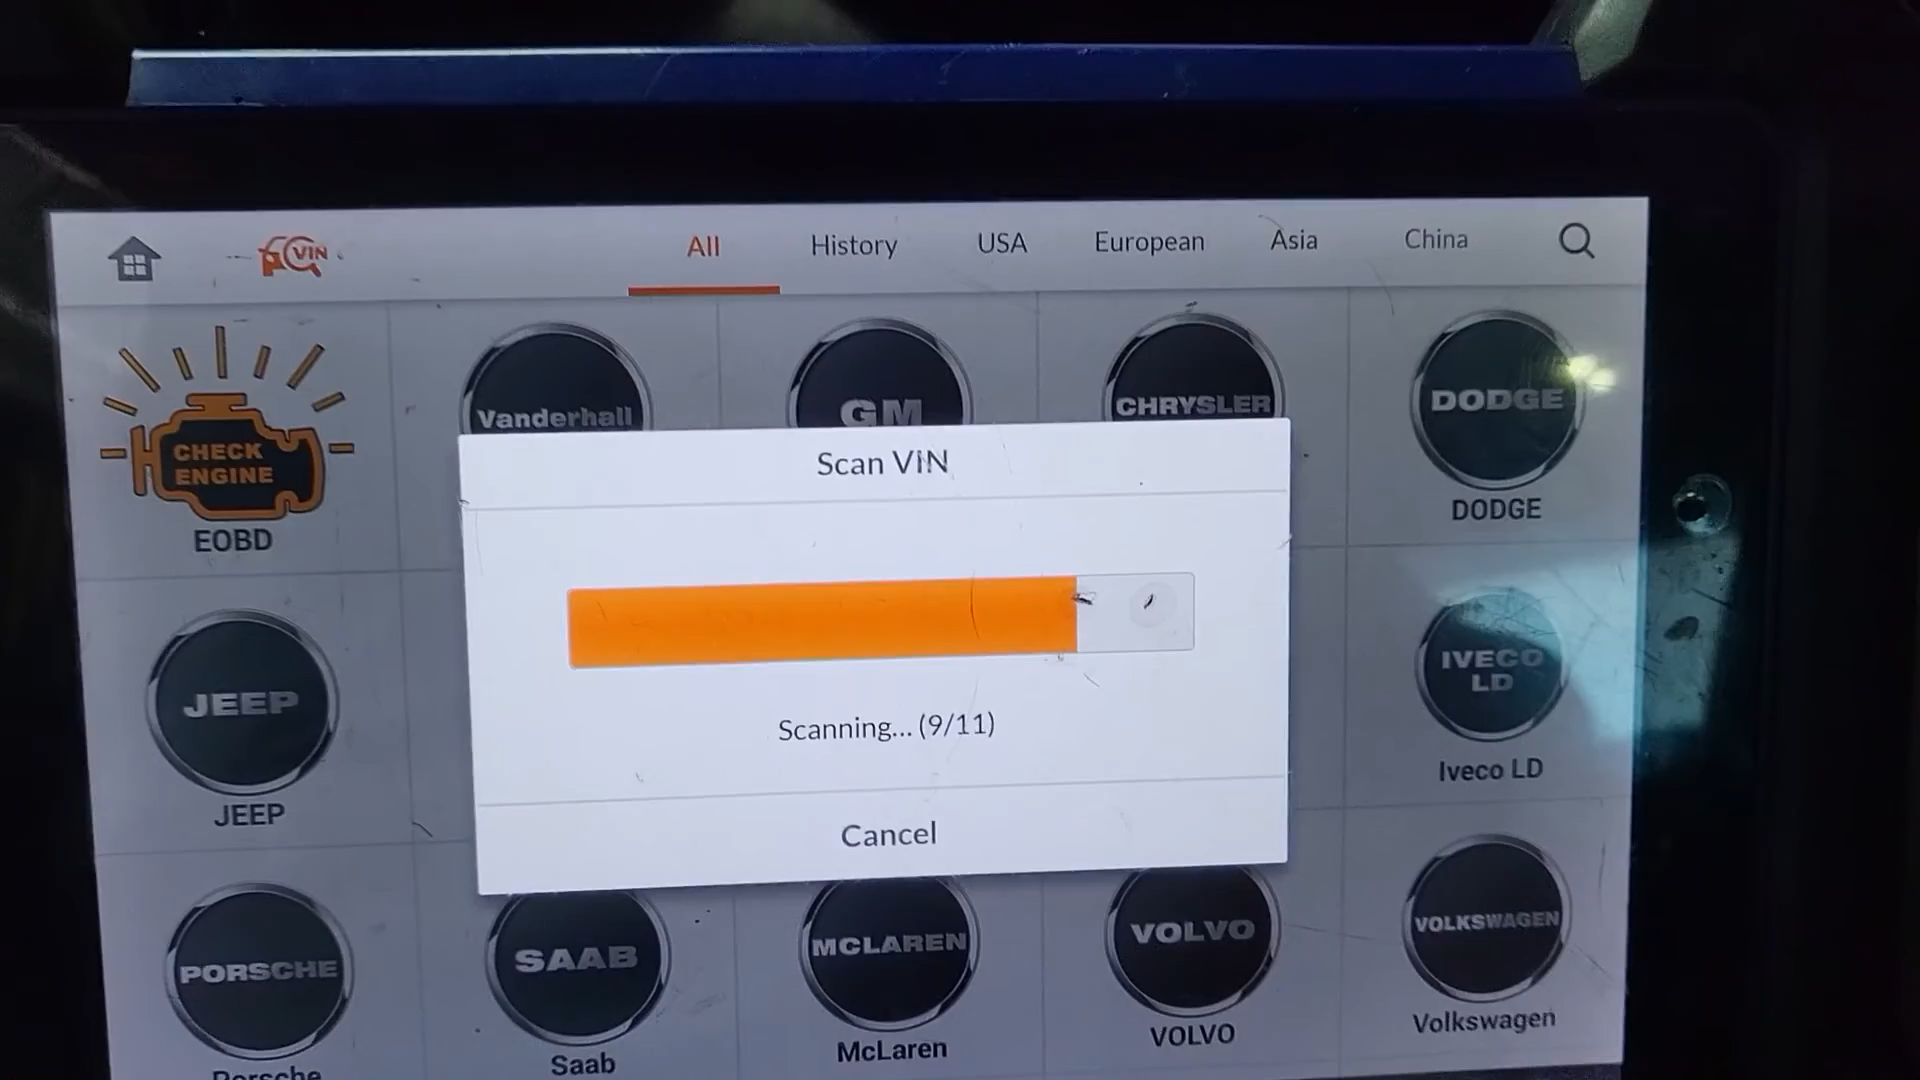 VIN All History USA European Asia China
CHECK
ENGINE
EOBD
Vanderhall
GM
CHRYSLER
DODGE
DODGE
Scan VIN
Scanning... (9/11)
Cancel
JEEP
JEEP
IVECO
LD
Iveco LD
PORSCHE
Porsche
SAAB
Saab
MCLAREN
McLaren
VOLVO
VOLVO
VOLKSWAGEN
Volkswagen